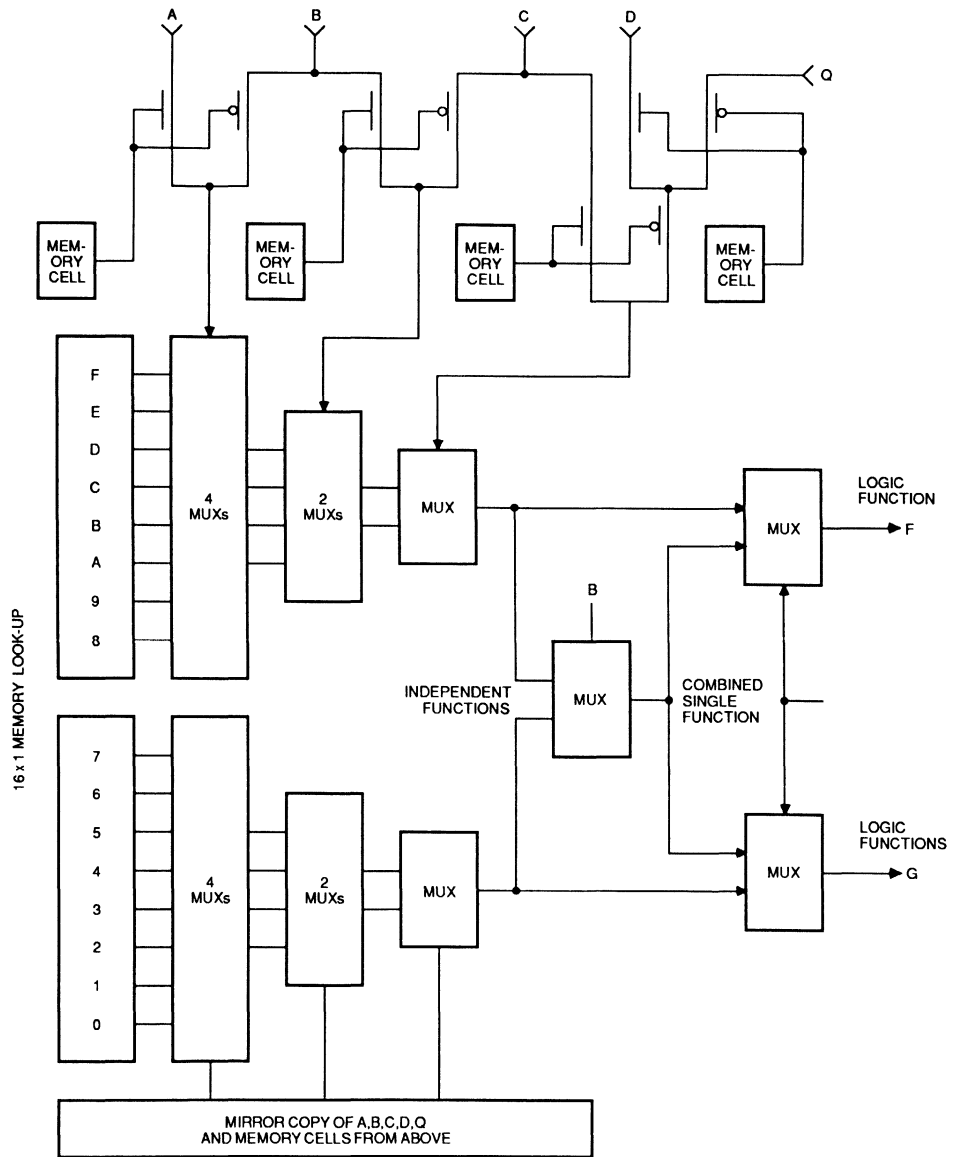 A
B
C
D
Q
MEM-
ORY
CELL
MEM-
ORY
CELL
MEM-
ORY
CELL
MEM-
ORY
CELL
16 x 1 MEMORY LOOK-UP
F
E
D
C
B
A
9
8
4
MUXs
2
MUXs
MUX
MUX
LOGIC
FUNCTION
F
B
MUX
INDEPENDENT
FUNCTIONS
COMBINED
SINGLE
FUNCTION
7
6
5
4
3
2
1
0
4
MUXs
2
MUXs
MUX
MUX
LOGIC
FUNCTIONS
G
MIRROR COPY OF A,B,C,D,Q
AND MEMORY CELLS FROM ABOVE